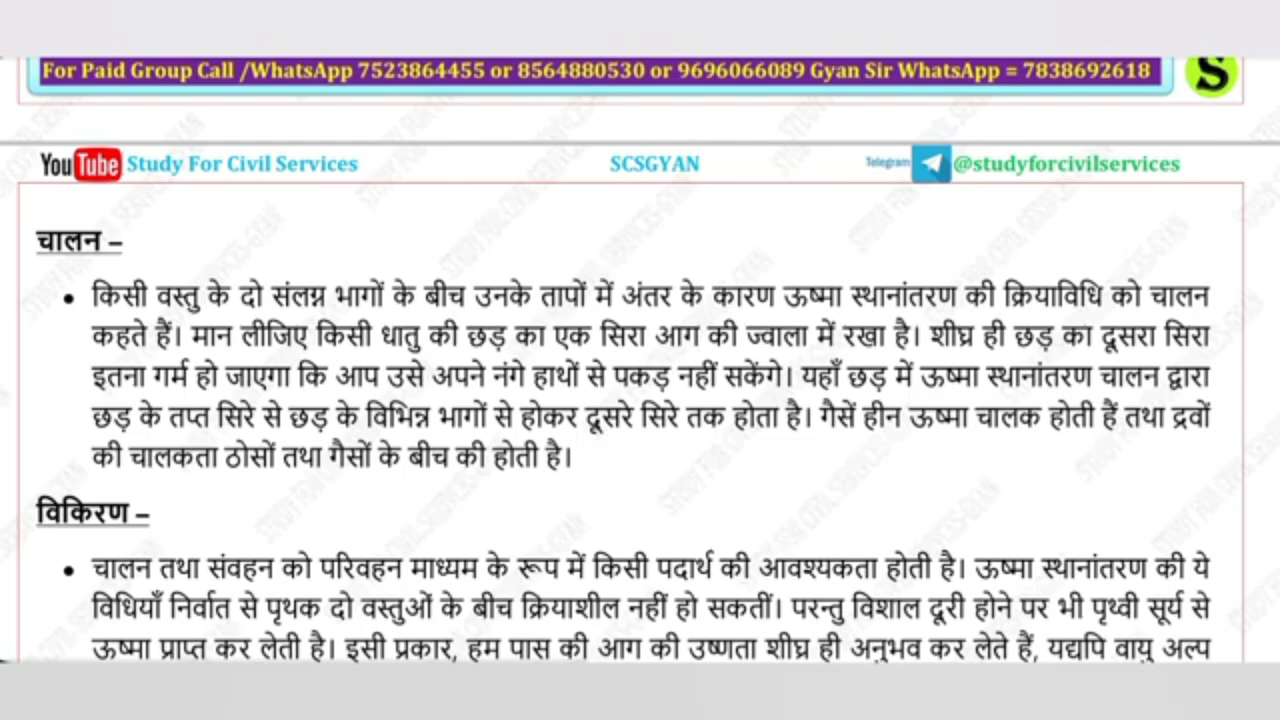 For Paid Group Call /WhatsApp 7523864455 or 8564880530 or 9696066089 Gyan Sir WhatsApp = 7838692618
S
YouTube Study For Civil Services SCSGYAN Telegram @studyforcivilservices
चालन –
• किसी वस्तु के दो संलग्न भागों के बीच उनके तापों में अंतर के कारण ऊष्मा स्थानांतरण की क्रियाविधि को चालन
कहते हैं। मान लीजिए किसी धातु की छड़ का एक सिरा आग की ज्वाला में रखा है। शीघ्र ही छड़ का दूसरा सिरा
इतना गर्म हो जाएगा कि आप उसे अपने नंगे हाथों से पकड़ नहीं सकेंगे। यहाँ छड़ में ऊष्मा स्थानांतरण चालन द्वारा
छड़ के तप्त सिरे से छड़ के विभिन्न भागों से होकर दूसरे सिरे तक होता है। गैसें हीन ऊष्मा चालक होती हैं तथा द्रवों
की चालकता ठोसों तथा गैसों के बीच की होती है।
विकिरण –
• चालन तथा संवहन को परिवहन माध्यम के रूप में किसी पदार्थ की आवश्यकता होती है। ऊष्मा स्थानांतरण की ये
विधियाँ निर्वात से पृथक दो वस्तुओं के बीच क्रियाशील नहीं हो सकतीं। परन्तु विशाल दूरी होने पर भी पृथ्वी सूर्य से
ऊष्मा प्राप्त कर लेती है। इसी प्रकार, हम पास की आग की उष्णता शीघ्र ही अनुभव कर लेते हैं, यद्यपि वायु अल्प